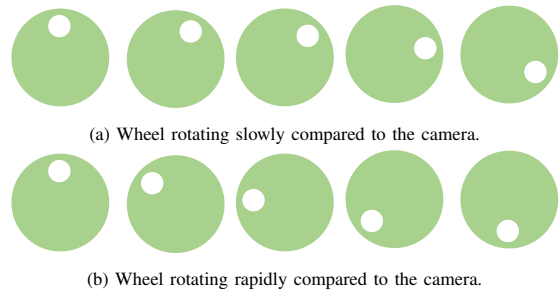 (a) Wheel rotating slowly compared to the camera.
(b) Wheel rotating rapidly compared to the camera.